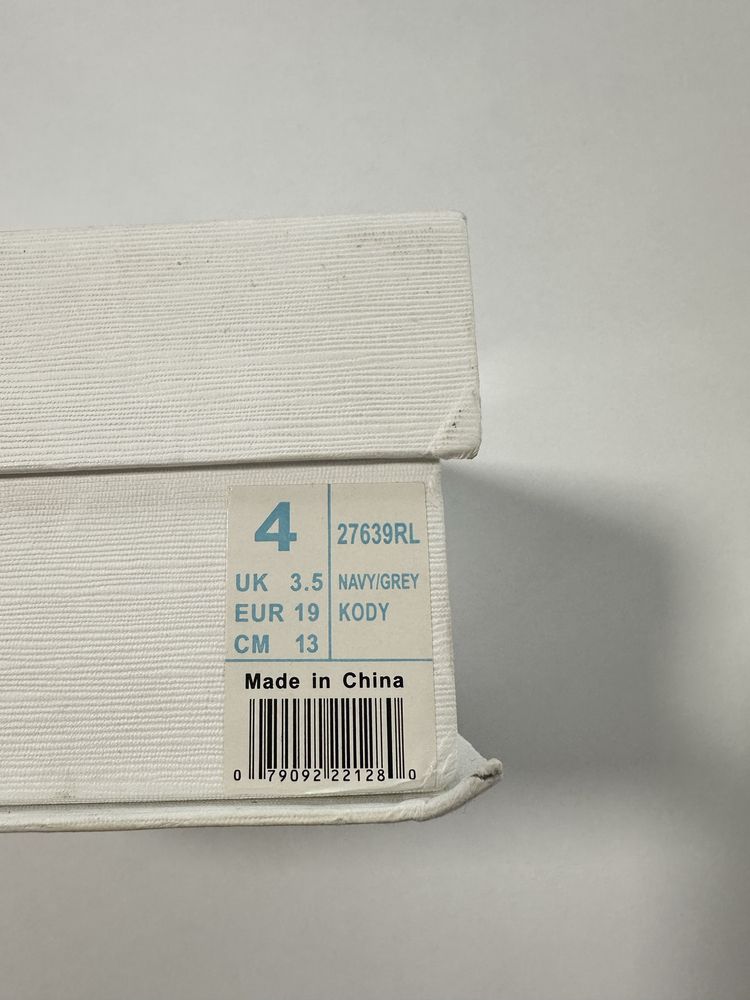 4
27639RL
UK 3.5
NAVY/GREY
EUR 19
KODY
CM 13
Made in China
0 79092 22128 0